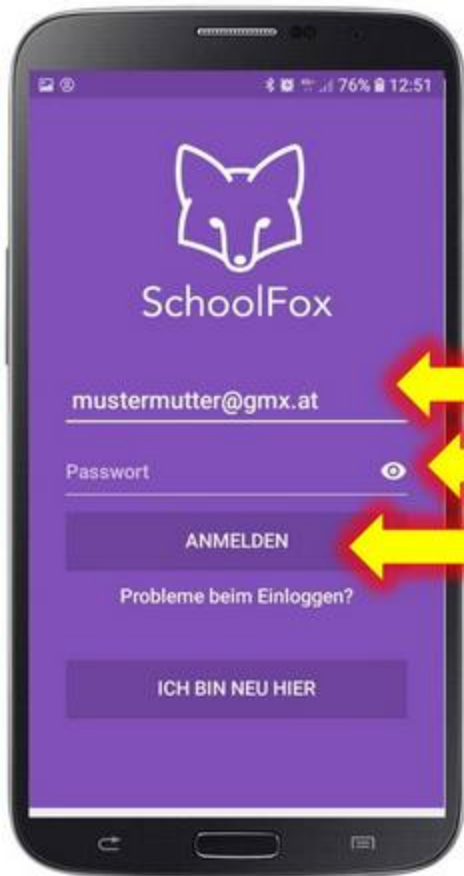 76% 12:51
SchoolFox
mustermutter@gmx.at
Passwort
ANMELDEN
Probleme beim Einloggen?
ICH BIN NEU HIER